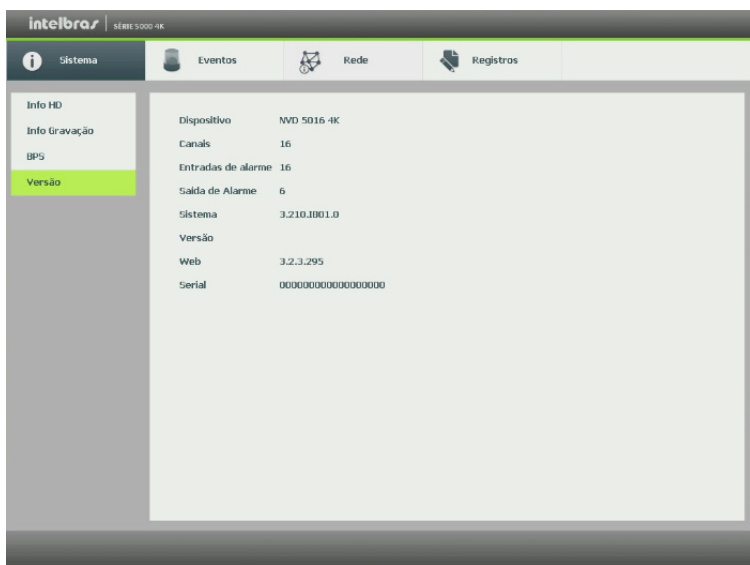 intelbras SÉRIE 5000 4K
Sistema Eventos Rede Registros
Info HD
Info Gravação
BPS
Versão
Dispositivo NVD 5016 4K
Canais 16
Entradas de alarme 16
Saída de Alarme 6
Sistema 3.210.IB01.0
Versão
Web 3.2.3.295
Serial 000000000000000000